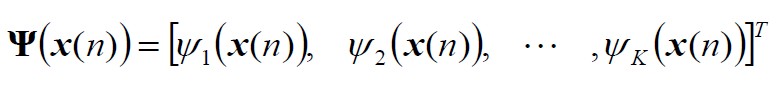 Ψ(x(n)) = [ψ₁(x(n)), ψ₂(x(n)), ⋯ , ψ_K(x(n))]ᵀ